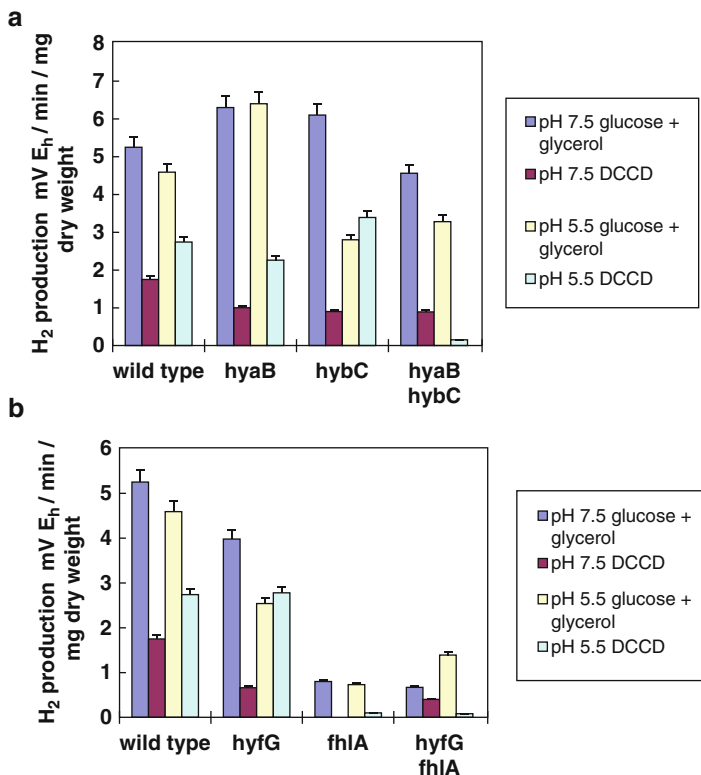 a
H2 production mV Eh / min / mg
dry weight
8
7
6
5
4
3
2
1
0
wild type
hyaB
hybC
hyaB
hybC
pH 7.5 glucose +
glycerol
pH 7.5 DCCD
pH 5.5 glucose +
glycerol
pH 5.5 DCCD
b
H2 production mV Eh / min /
mg dry weight
6
5
4
3
2
1
0
wild type
hyfG
fhlA
hyfG
fhlA
pH 7.5 glucose +
glycerol
pH 7.5 DCCD
pH 5.5 glucose +
glycerol
pH 5.5 DCCD